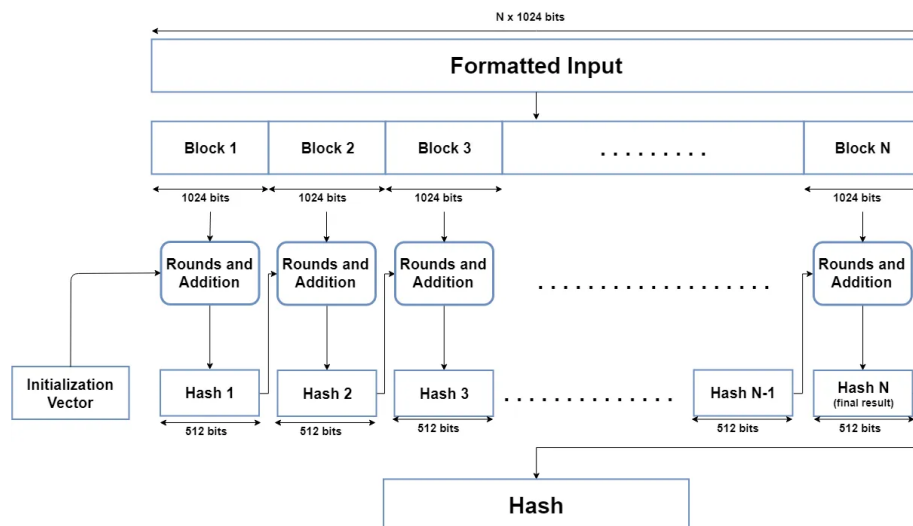 N x 1024 bits
Formatted Input
Block 1
Block 2
Block 3
. . . . . . . . .
Block N
1024 bits
1024 bits
1024 bits
1024 bits
Rounds and
Addition
Rounds and
Addition
Rounds and
Addition
. . . . . . . . . . . . . . . . . . .
Rounds and
Addition
Initialization
Vector
Hash 1
Hash 2
Hash 3
. . . . . . . . . . . . . .
Hash N-1
Hash N
(final result)
512 bits
512 bits
512 bits
512 bits
512 bits
Hash